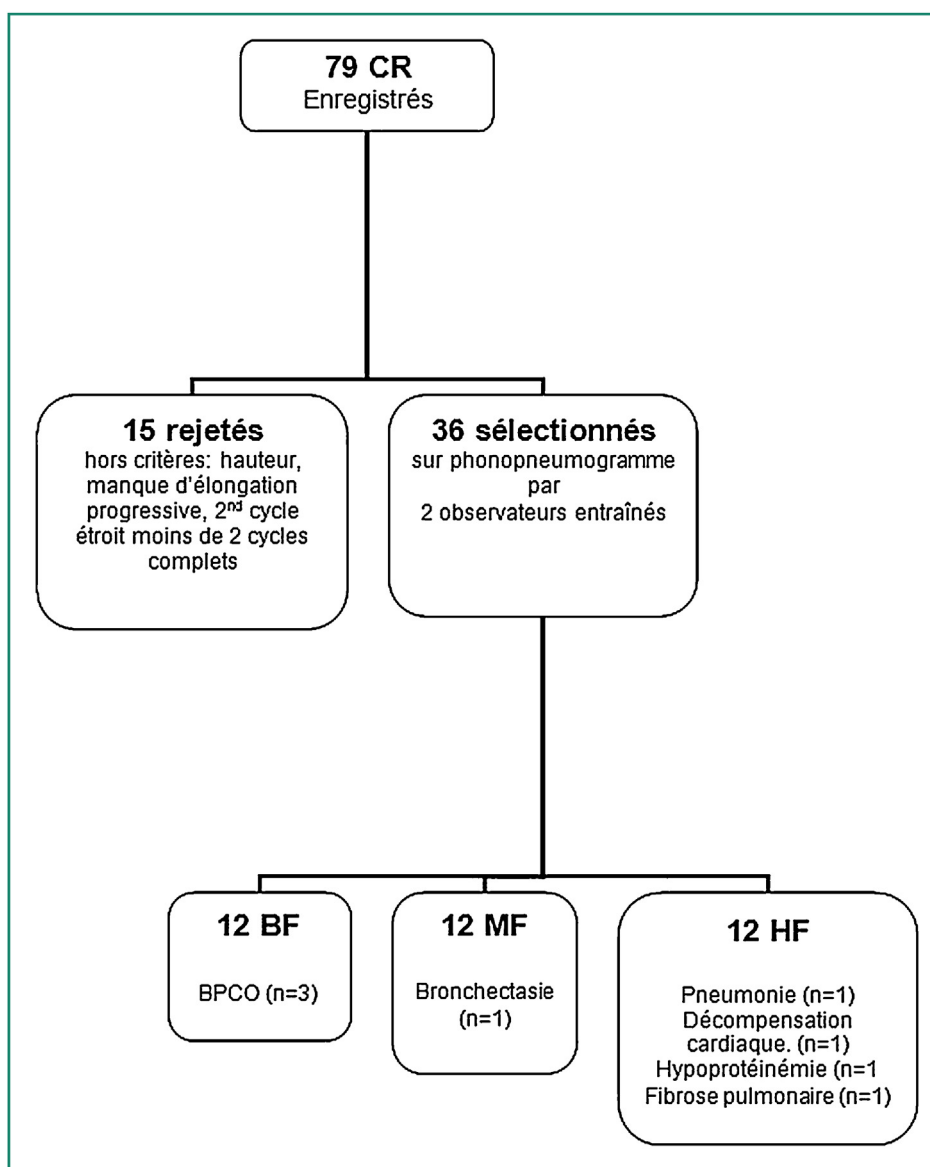 79 CR
Enregistrés
15 rejetés
hors critères: hauteur,
manque d'élongation
progressive, 2nd cycle
étroit moins de 2 cycles
complets
36 sélectionnés
sur phonopneumogramme
par
2 observateurs entraînés
12 BF
BPCO (n=3)
12 MF
Bronchectasie
(n=1)
12 HF
Pneumonie (n=1)
Décompensation
cardiaque. (n=1)
Hypoprotéinémie (n=1
Fibrose pulmonaire (n=1)